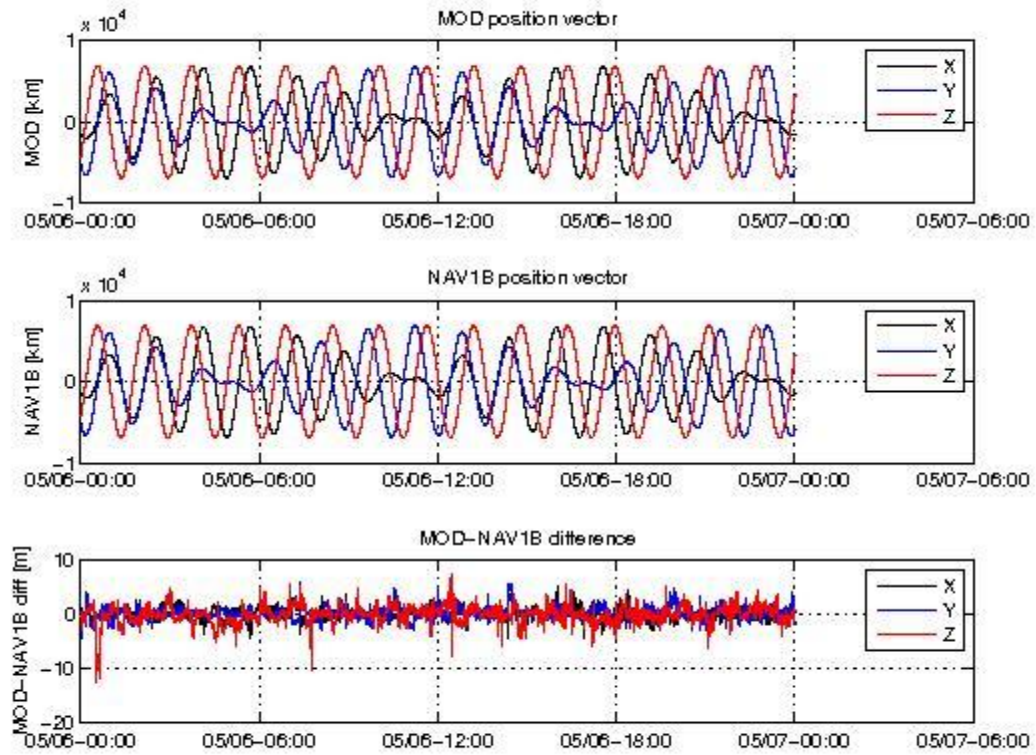 x 10^4
MOD position vector
1
0
−1
MOD [km]
X
Y
Z
05/06−00:00 05/06−06:00 05/06−12:00 05/06−18:00 05/07−00:00 05/07−06:00
x 10^4
NAV1B position vector
1
0
−1
NAV1B [km]
X
Y
Z
05/06−00:00 05/06−06:00 05/06−12:00 05/06−18:00 05/07−00:00 05/07−06:00
MOD−NAV1B difference
10
0
−10
−20
MOD−NAV1B diff [m]
X
Y
Z
05/06−00:00 05/06−06:00 05/06−12:00 05/06−18:00 05/07−00:00 05/07−06:00